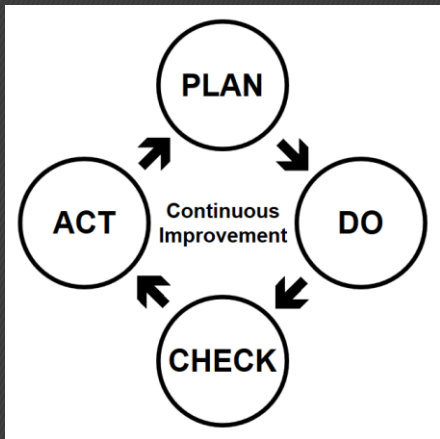 PLAN
ACT
Continuous
Improvement
DO
CHECK